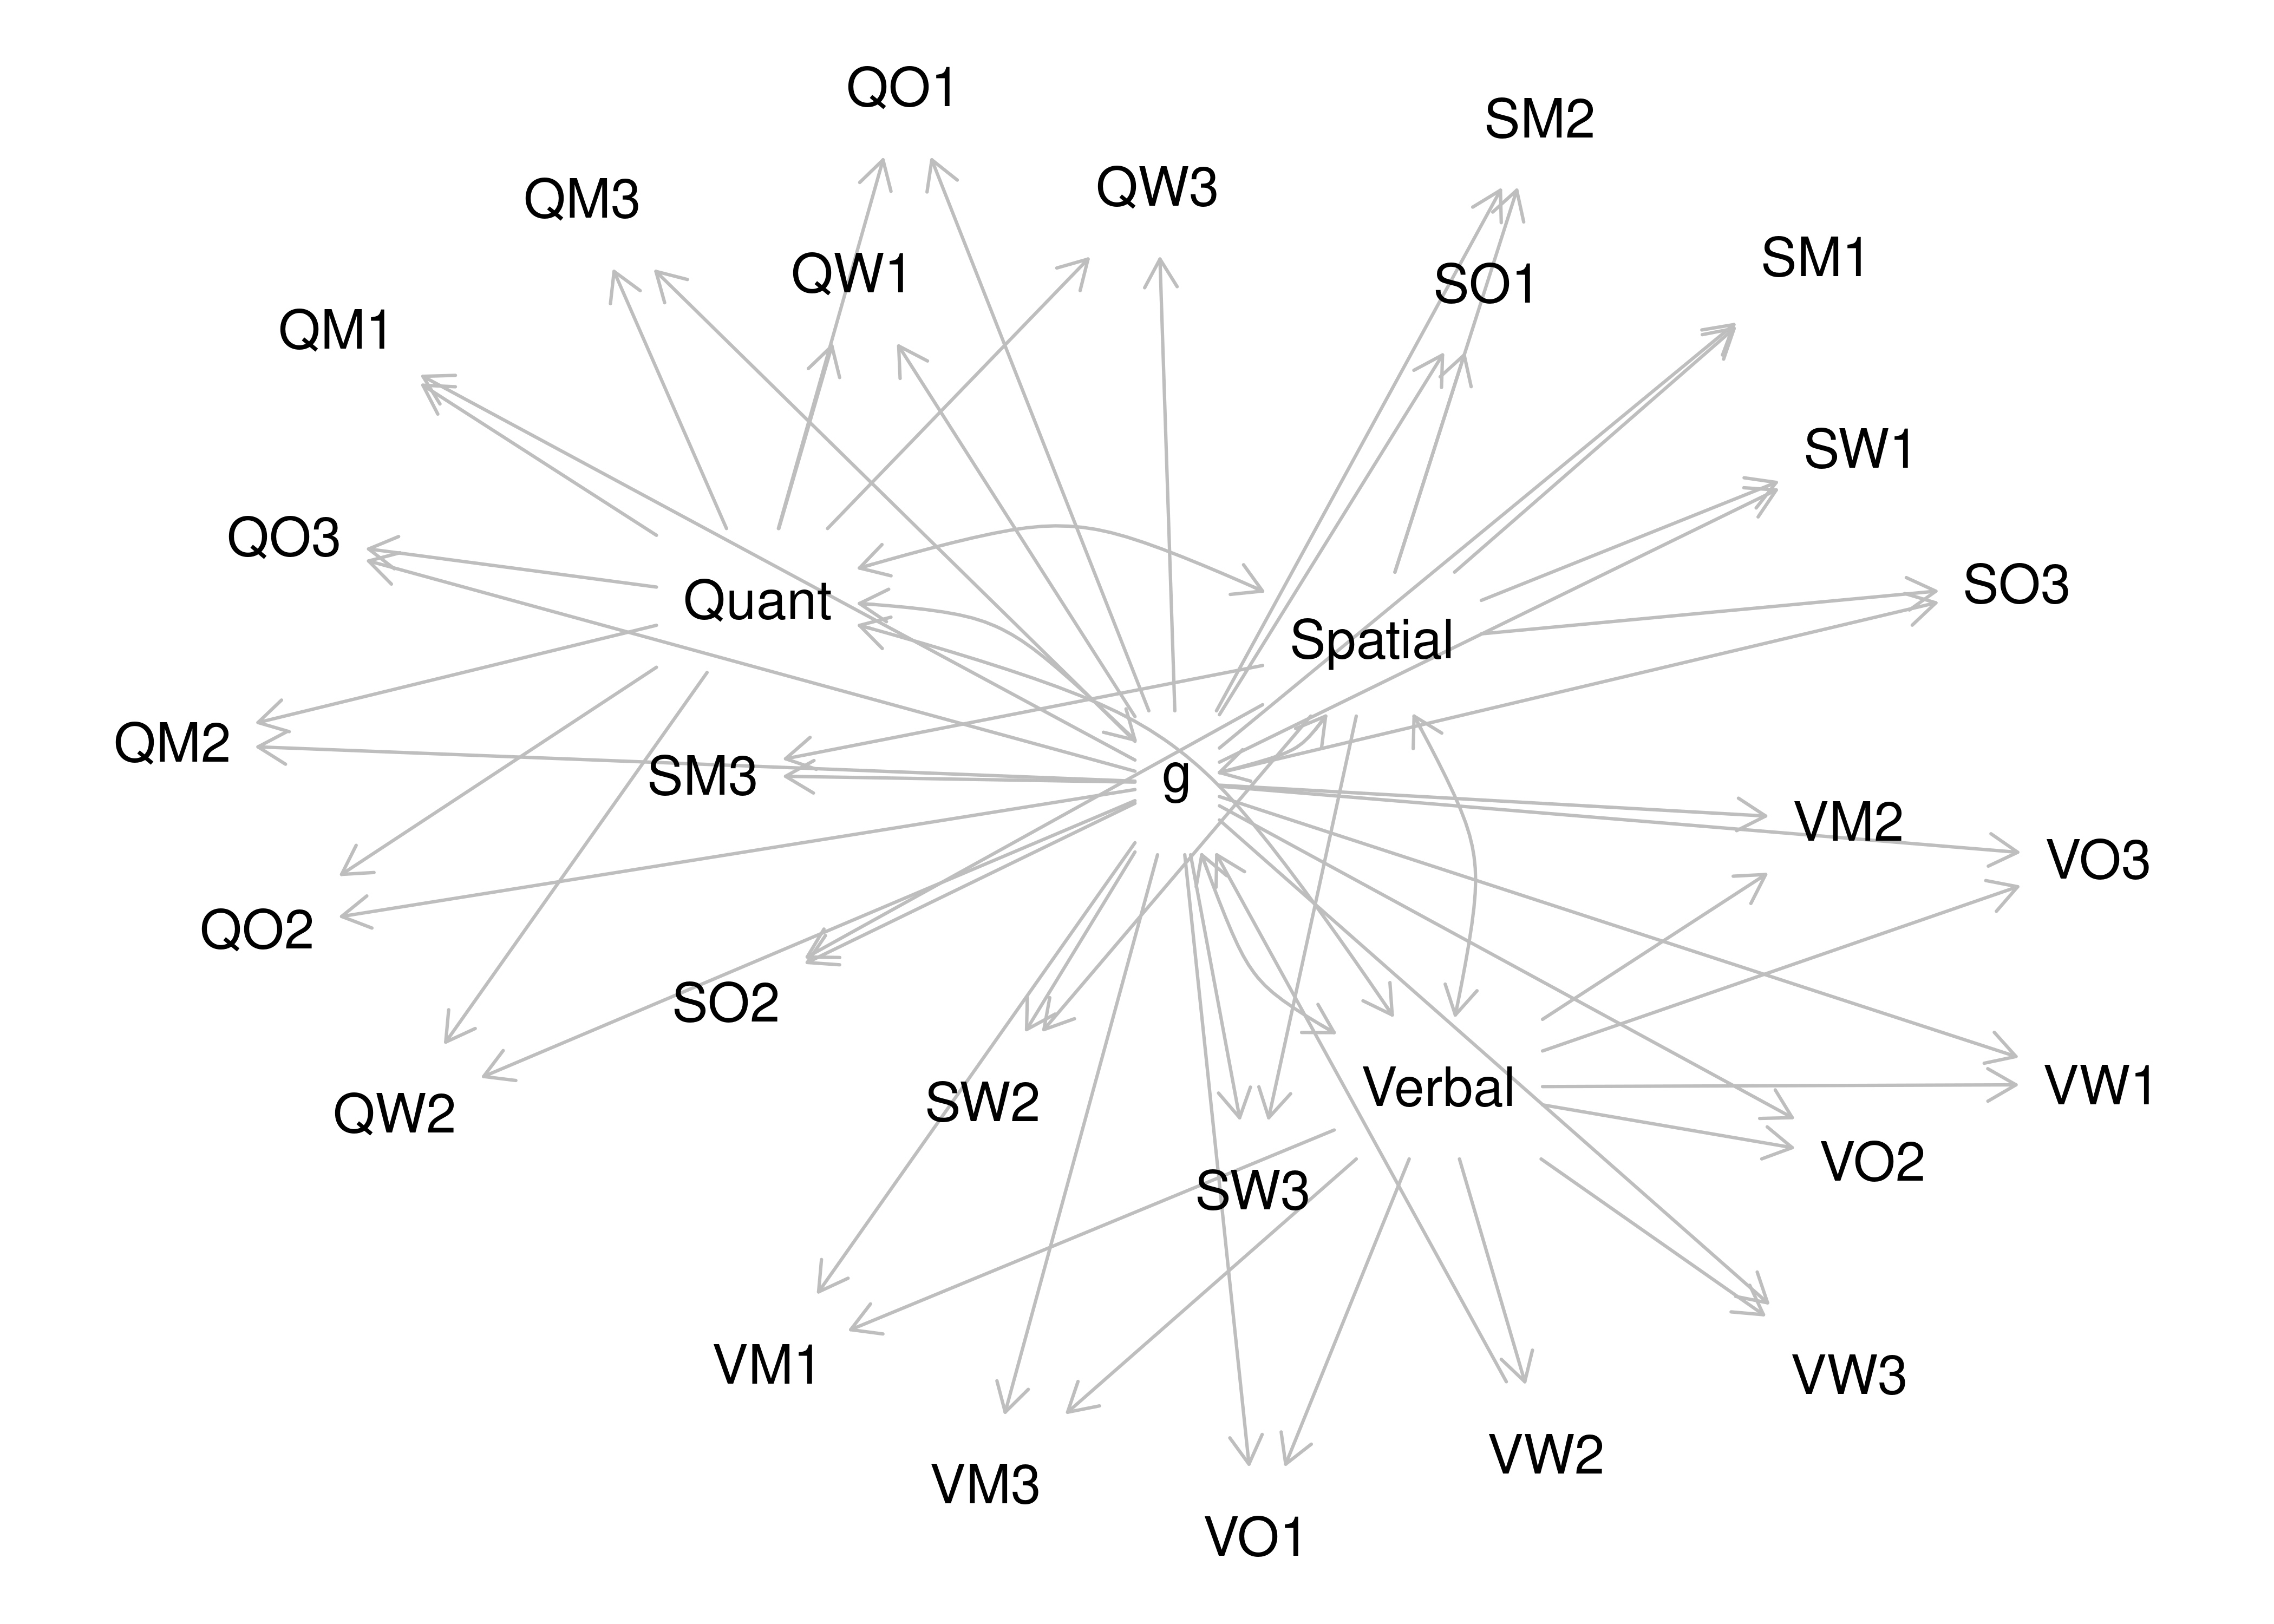 QO1
SM2
QM3
QW3
SM1
QW1
SO1
QM1
SW1
QO3
SO3
Quant
Spatial
QM2
SM3
g
VM2
VO3
QO2
SO2
Verbal
VW1
SW2
QW2
VO2
SW3
VM1
VW3
VW2
VM3
VO1